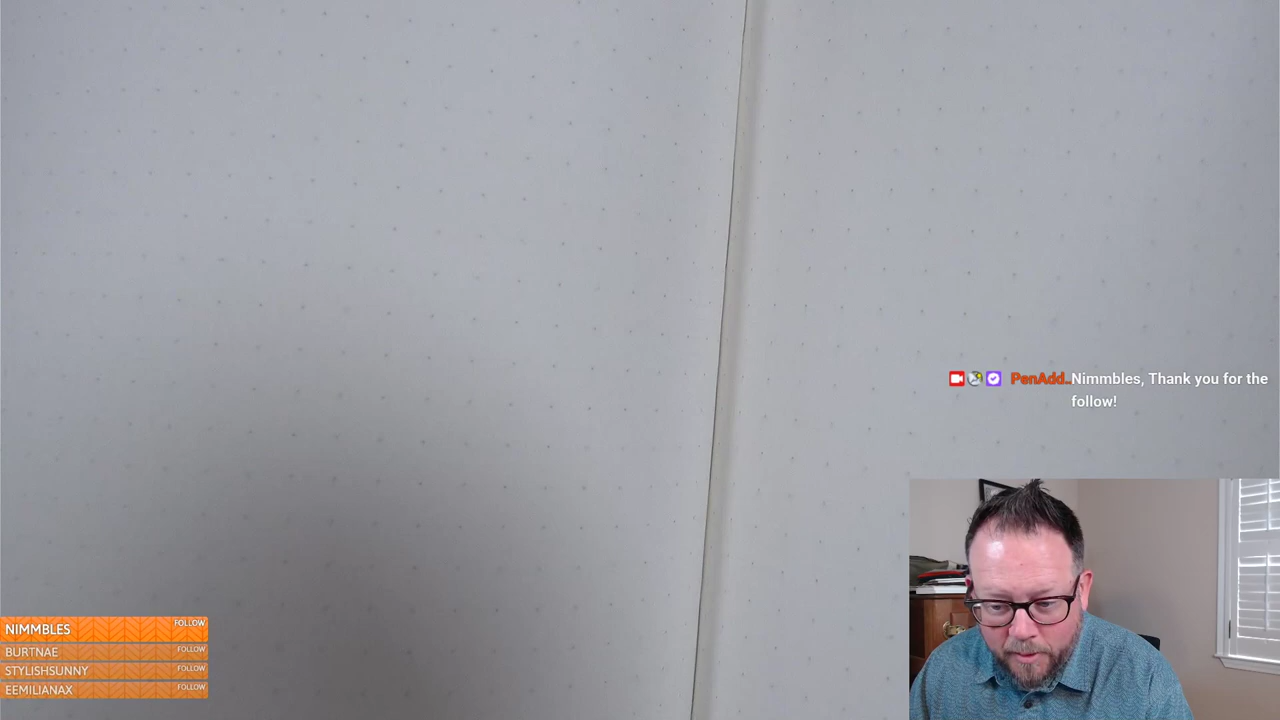 PenAdd..Nimmbles, Thank you for the
follow!
NIMMBLES FOLLOW
BURTNAE FOLLOW
STYLISHSUNNY FOLLOW
EEMILIANAX FOLLOW